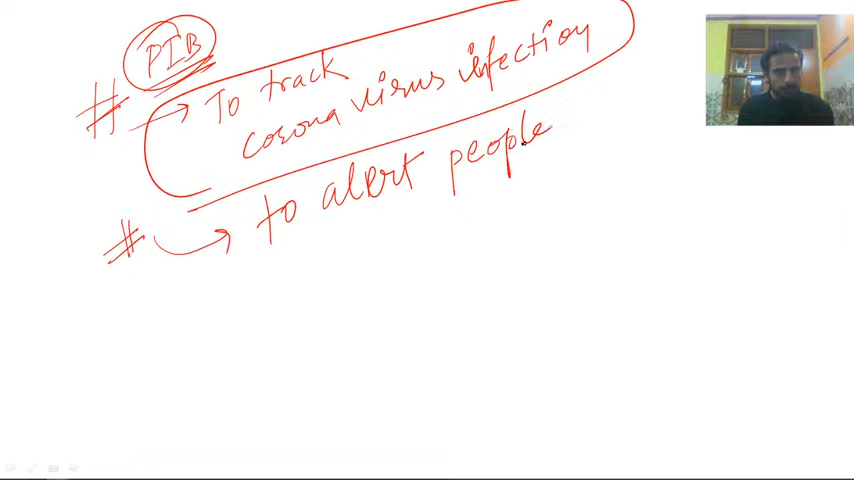 PIB
# → To track
corona virus infection
# → to alert people